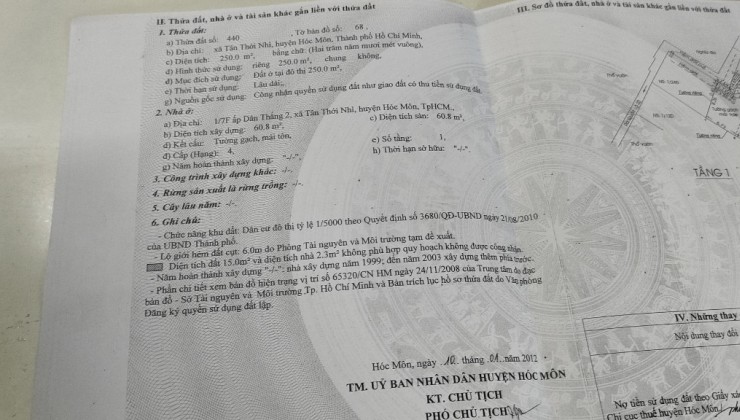 II. Thửa đất, nhà ở và tài sản khác gắn liền với thửa đất
1. Thửa đất:
a) Thửa đất số: 440 , Tờ bản đồ số: 68 ,
b) Địa chỉ: xã Tân Thới Nhì, huyện Hóc Môn, Thành phố Hồ Chí Minh,
c) Diện tích: 250.0 m², bằng chữ: (Hai trăm năm mươi mét vuông),
d) Hình thức sử dụng: riêng 250.0 m², chung không,
đ) Mục đích sử dụng: Đất ở tại đô thị 250.0 m²,
e) Thời hạn sử dụng: Lâu dài,
g) Nguồn gốc sử dụng: Công nhận quyền sử dụng đất như giao đất có thu tiền sử dụng đất
2. Nhà ở:
a) Địa chỉ: 1/7F ấp Dân Thắng 2, xã Tân Thới Nhì, huyện Hóc Môn, TpHCM.,
b) Diện tích xây dựng: 60.8 m², c) Diện tích sàn: 60.8 m²,
d) Kết cấu: Tường gạch, mái tôn,
đ) Cấp (Hạng): 4, e) Số tầng: 1,
g) Năm hoàn thành xây dựng: "-/-", h) Thời hạn sở hữu: "-/-".
3. Công trình xây dựng khác: -/-.
4. Rừng sản xuất là rừng trồng: -/-.
5. Cây lâu năm: -/-.
6. Ghi chú:
- Chức năng khu đất: Dân cư đô thị tỷ lệ 1/5000 theo Quyết định số 3680/QĐ-UBND ngày 21/08/2010
của UBND Thành phố.
- Lộ giới hẻm đất cụt: 6.0m do Phòng Tài nguyên và Môi trường tạm đề xuất.
Diện tích đất 15.0m² và diện tích nhà 2.3m² không phù hợp quy hoạch không được công nhận.
- Năm hoàn thành xây dựng "-/-": nhà xây dựng năm 1999; đến năm 2003 xây dựng thêm phía trước.
- Phần chi tiết xem bản đồ hiện trạng vị trí số 65320/CN HM ngày 24/11/2008 của Trung tâm đo đạc
bản đồ - Sở Tài nguyên và Môi trường Tp. Hồ Chí Minh và Bản trích lục hồ sơ thửa đất do Văn phòng
Đăng ký quyền sử dụng đất lập.
Hóc Môn, ngày 10 tháng 01 năm 2012
TM. UỶ BAN NHÂN DÂN HUYỆN HÓC MÔN
KT. CHỦ TỊCH
PHÓ CHỦ TỊCH
III. Sơ đồ thửa đất, nhà ở và tài sản khác gắn liền với thửa đất
TẦNG 1
IV. Những thay
Nội dung thay đổi
Nợ tiền sử dụng đất theo Giấy xá
Chi cục thuế huyện Hóc Môn